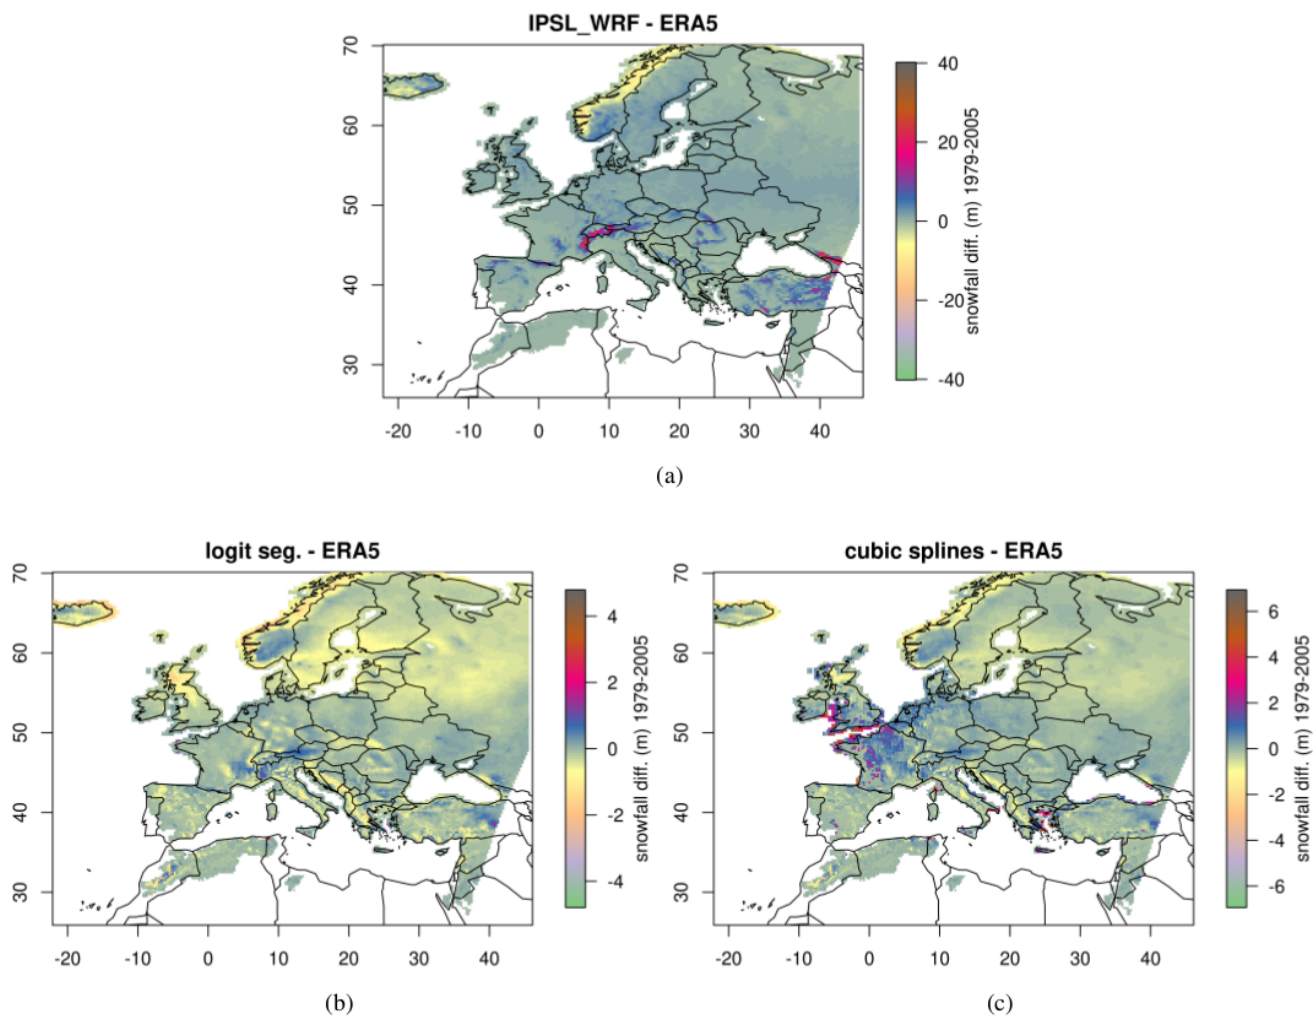 IPSL_WRF - ERA5
70
60
50
40
30
-20 -10 0 10 20 30 40
40
20
0
-20
-40
snowfall diff. (m) 1979-2005
(a)
logit seg. - ERA5
70
60
50
40
30
-20 -10 0 10 20 30 40
4
2
0
-2
-4
snowfall diff. (m) 1979-2005
(b)
cubic splines - ERA5
70
60
50
40
30
-20 -10 0 10 20 30 40
6
4
2
0
-2
-4
-6
snowfall diff. (m) 1979-2005
(c)